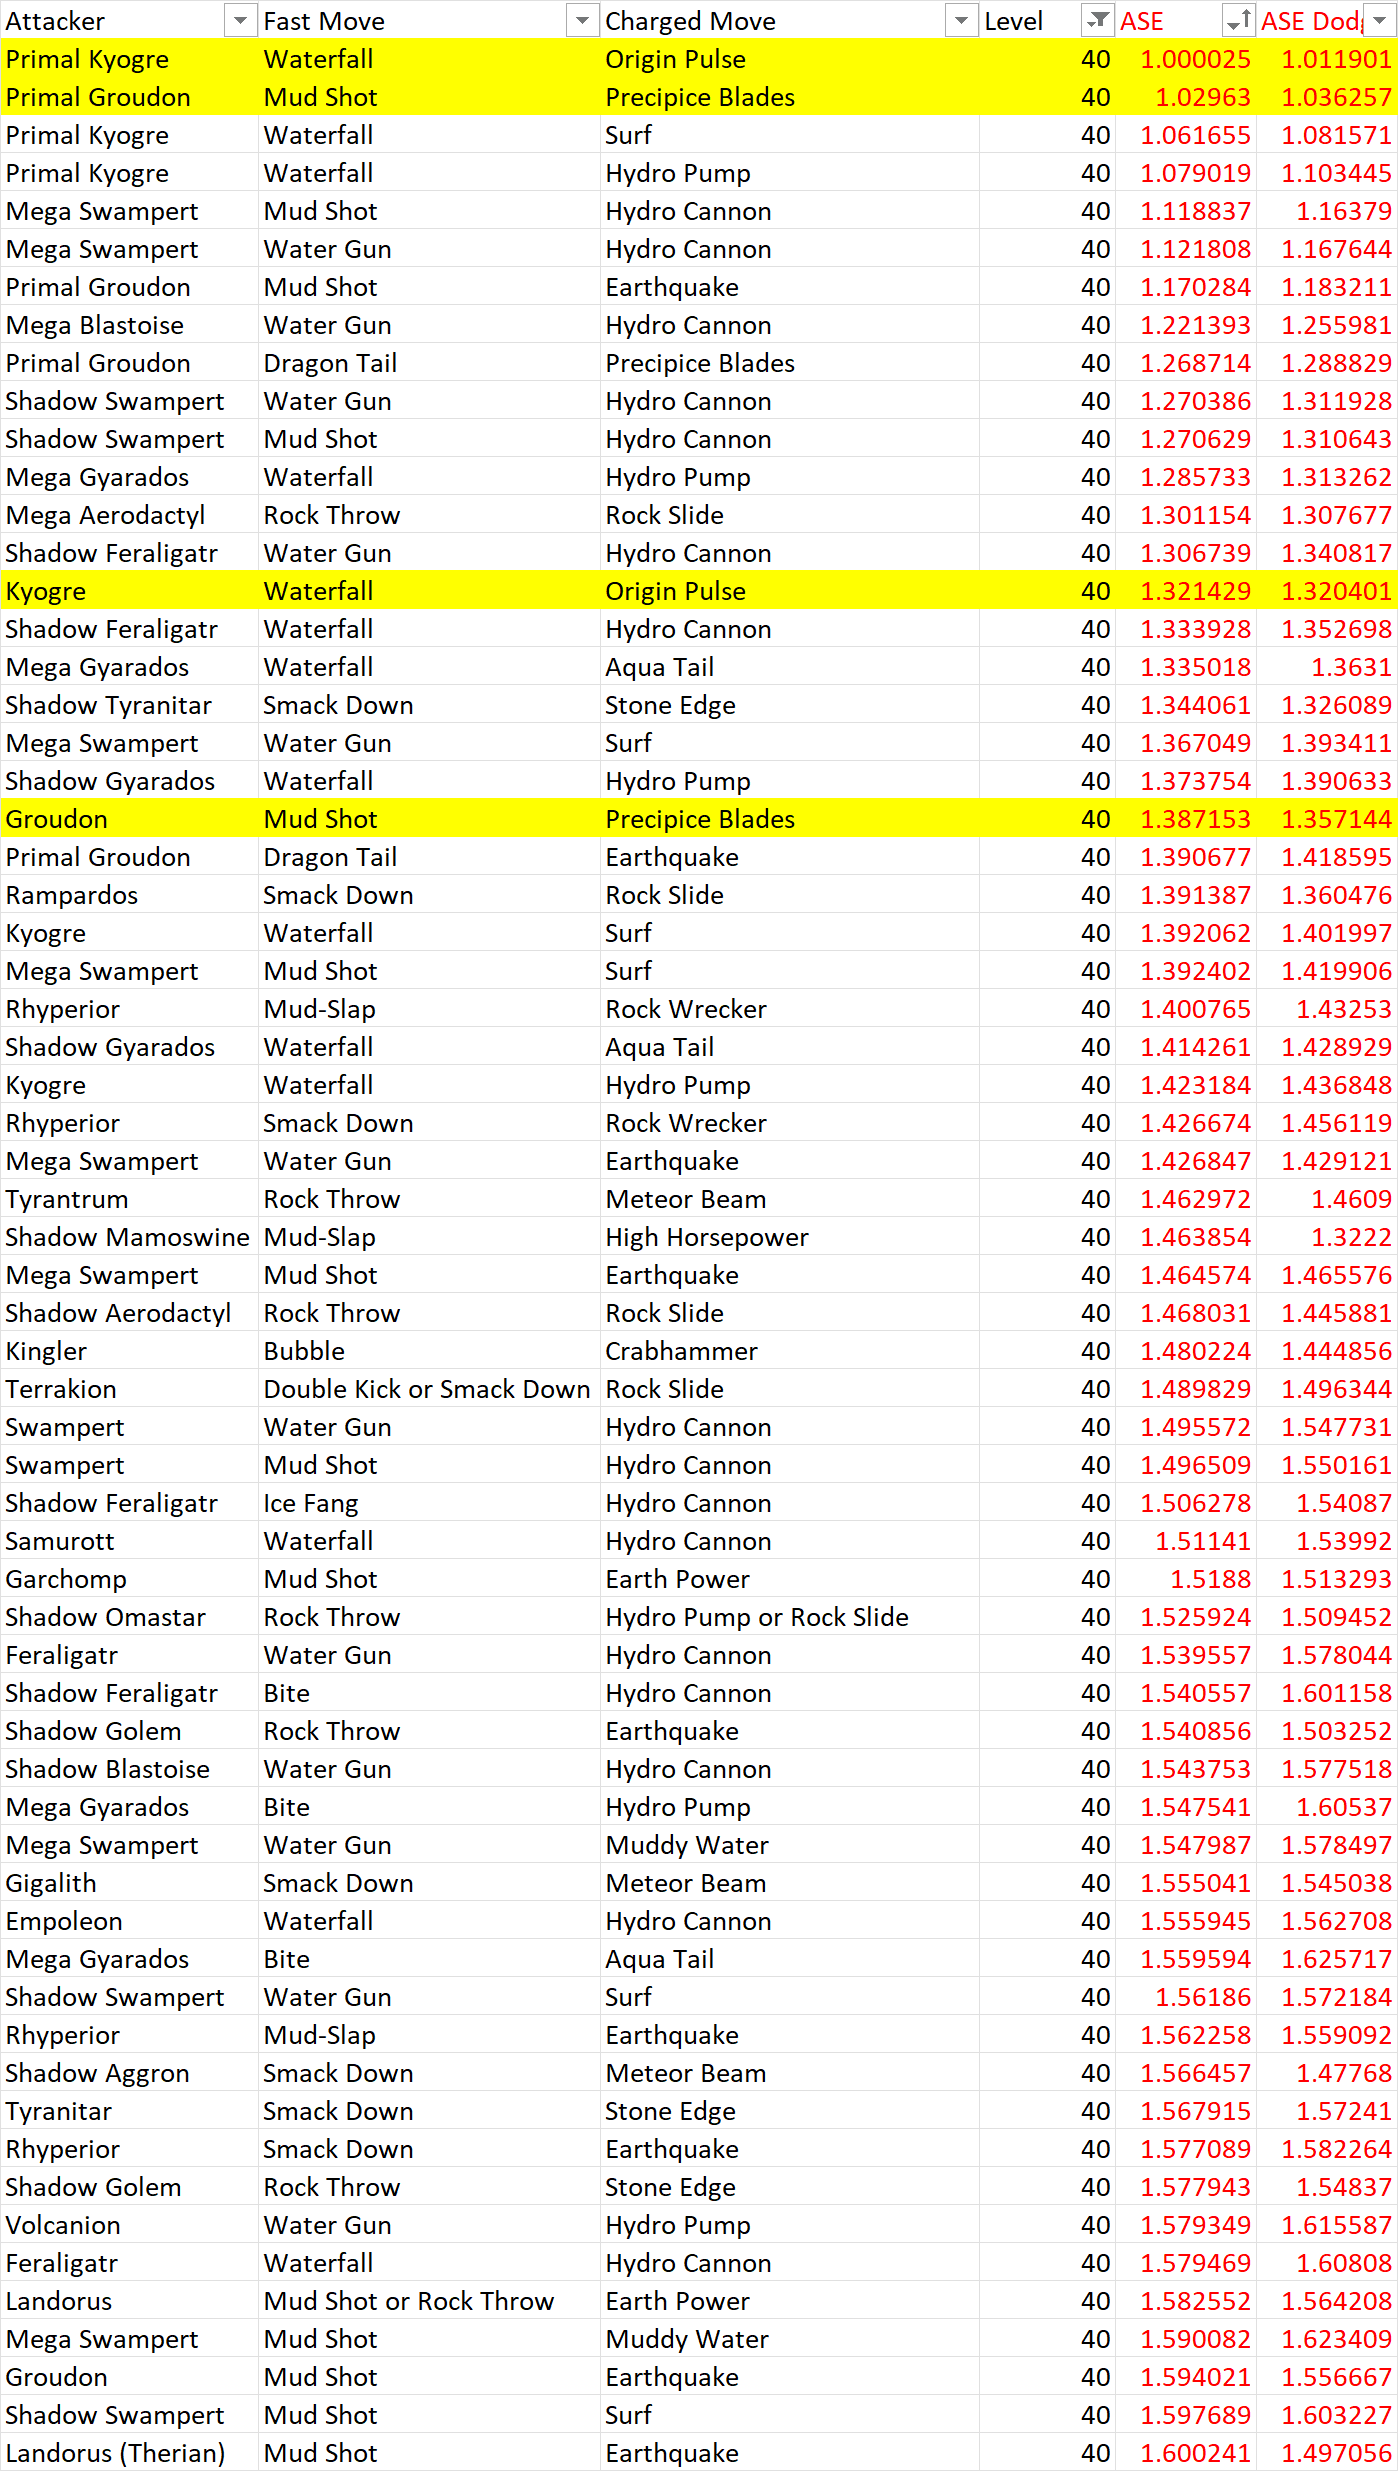 Attacker Fast Move Charged Move Level ASE ASE Dodg
Primal Kyogre Waterfall Origin Pulse 40 1.000025 1.011901
Primal Groudon Mud Shot Precipice Blades 40 1.02963 1.036257
Primal Kyogre Waterfall Surf 40 1.061655 1.081571
Primal Kyogre Waterfall Hydro Pump 40 1.079019 1.103445
Mega Swampert Mud Shot Hydro Cannon 40 1.118837 1.16379
Mega Swampert Water Gun Hydro Cannon 40 1.121808 1.167644
Primal Groudon Mud Shot Earthquake 40 1.170284 1.183211
Mega Blastoise Water Gun Hydro Cannon 40 1.221393 1.255981
Primal Groudon Dragon Tail Precipice Blades 40 1.268714 1.288829
Shadow Swampert Water Gun Hydro Cannon 40 1.270386 1.311928
Shadow Swampert Mud Shot Hydro Cannon 40 1.270629 1.310643
Mega Gyarados Waterfall Hydro Pump 40 1.285733 1.313262
Mega Aerodactyl Rock Throw Rock Slide 40 1.301154 1.307677
Shadow Feraligatr Water Gun Hydro Cannon 40 1.306739 1.340817
Kyogre Waterfall Origin Pulse 40 1.321429 1.320401
Shadow Feraligatr Waterfall Hydro Cannon 40 1.333928 1.352698
Mega Gyarados Waterfall Aqua Tail 40 1.335018 1.3631
Shadow Tyranitar Smack Down Stone Edge 40 1.344061 1.326089
Mega Swampert Water Gun Surf 40 1.367049 1.393411
Shadow Gyarados Waterfall Hydro Pump 40 1.373754 1.390633
Groudon Mud Shot Precipice Blades 40 1.387153 1.357144
Primal Groudon Dragon Tail Earthquake 40 1.390677 1.418595
Rampardos Smack Down Rock Slide 40 1.391387 1.360476
Kyogre Waterfall Surf 40 1.392062 1.401997
Mega Swampert Mud Shot Surf 40 1.392402 1.419906
Rhyperior Mud-Slap Rock Wrecker 40 1.400765 1.43253
Shadow Gyarados Waterfall Aqua Tail 40 1.414261 1.428929
Kyogre Waterfall Hydro Pump 40 1.423184 1.436848
Rhyperior Smack Down Rock Wrecker 40 1.426674 1.456119
Mega Swampert Water Gun Earthquake 40 1.426847 1.429121
Tyrantrum Rock Throw Meteor Beam 40 1.462972 1.4609
Shadow Mamoswine Mud-Slap High Horsepower 40 1.463854 1.3222
Mega Swampert Mud Shot Earthquake 40 1.464574 1.465576
Shadow Aerodactyl Rock Throw Rock Slide 40 1.468031 1.445881
Kingler Bubble Crabhammer 40 1.480224 1.444856
Terrakion Double Kick or Smack Down Rock Slide 40 1.489829 1.496344
Swampert Water Gun Hydro Cannon 40 1.495572 1.547731
Swampert Mud Shot Hydro Cannon 40 1.496509 1.550161
Shadow Feraligatr Ice Fang Hydro Cannon 40 1.506278 1.54087
Samurott Waterfall Hydro Cannon 40 1.51141 1.53992
Garchomp Mud Shot Earth Power 40 1.5188 1.513293
Shadow Omastar Rock Throw Hydro Pump or Rock Slide 40 1.525924 1.509452
Feraligatr Water Gun Hydro Cannon 40 1.539557 1.578044
Shadow Feraligatr Bite Hydro Cannon 40 1.540557 1.601158
Shadow Golem Rock Throw Earthquake 40 1.540856 1.503252
Shadow Blastoise Water Gun Hydro Cannon 40 1.543753 1.577518
Mega Gyarados Bite Hydro Pump 40 1.547541 1.60537
Mega Swampert Water Gun Muddy Water 40 1.547987 1.578497
Gigalith Smack Down Meteor Beam 40 1.555041 1.545038
Empoleon Waterfall Hydro Cannon 40 1.555945 1.562708
Mega Gyarados Bite Aqua Tail 40 1.559594 1.625717
Shadow Swampert Water Gun Surf 40 1.56186 1.572184
Rhyperior Mud-Slap Earthquake 40 1.562258 1.559092
Shadow Aggron Smack Down Meteor Beam 40 1.566457 1.47768
Tyranitar Smack Down Stone Edge 40 1.567915 1.57241
Rhyperior Smack Down Earthquake 40 1.577089 1.582264
Shadow Golem Rock Throw Stone Edge 40 1.577943 1.54837
Volcanion Water Gun Hydro Pump 40 1.579349 1.615587
Feraligatr Waterfall Hydro Cannon 40 1.579469 1.60808
Landorus Mud Shot or Rock Throw Earth Power 40 1.582552 1.564208
Mega Swampert Mud Shot Muddy Water 40 1.590082 1.623409
Groudon Mud Shot Earthquake 40 1.594021 1.556667
Shadow Swampert Mud Shot Surf 40 1.597689 1.603227
Landorus (Therian) Mud Shot Earthquake 40 1.600241 1.497056